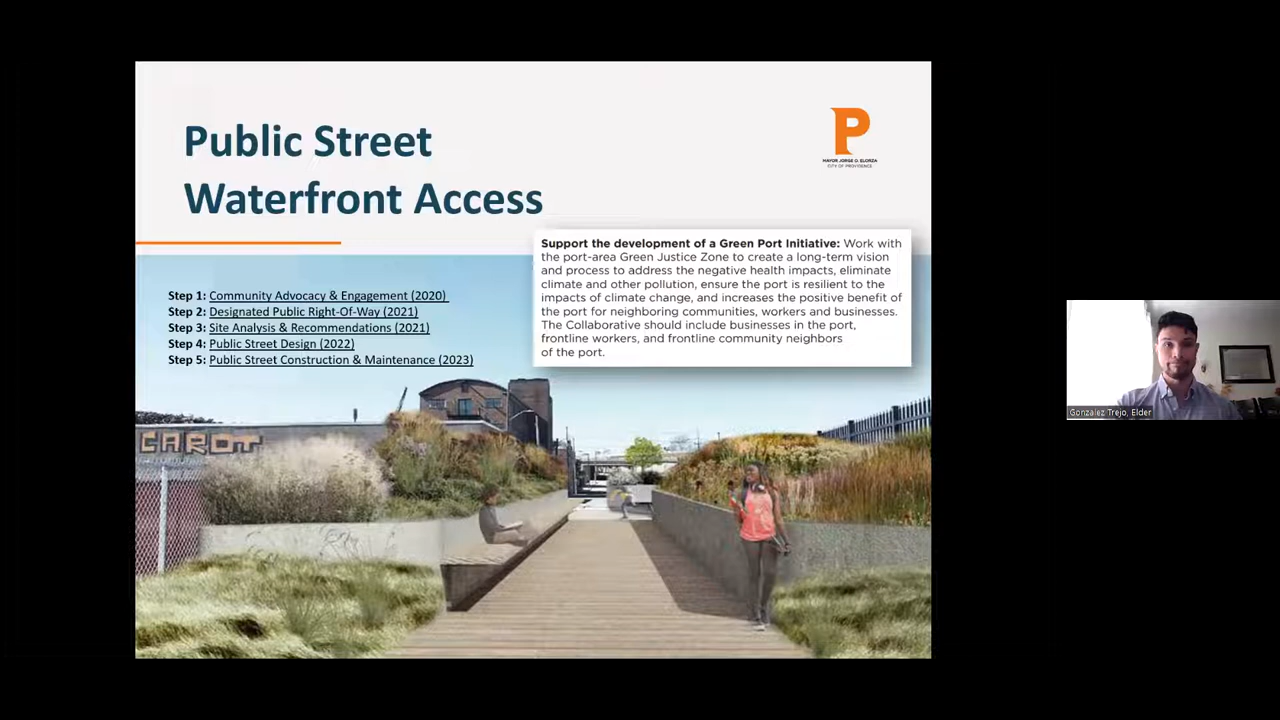 Public Street
Waterfront Access
P
MAYOR JORGE O. ELORZA
CITY OF PROVIDENCE
Support the development of a Green Port Initiative: Work with
the port-area Green Justice Zone to create a long-term vision
and process to address the negative health impacts, eliminate
climate and other pollution, ensure the port is resilient to the
impacts of climate change, and increases the positive benefit of
the port for neighboring communities, workers and businesses.
The Collaborative should include businesses in the port,
frontline workers, and frontline community neighbors
of the port.
Step 1: Community Advocacy & Engagement (2020)
Step 2: Designated Public Right-Of-Way (2021)
Step 3: Site Analysis & Recommendations (2021)
Step 4: Public Street Design (2022)
Step 5: Public Street Construction & Maintenance (2023)
CAROT
Gonzalez Trejo, Elder